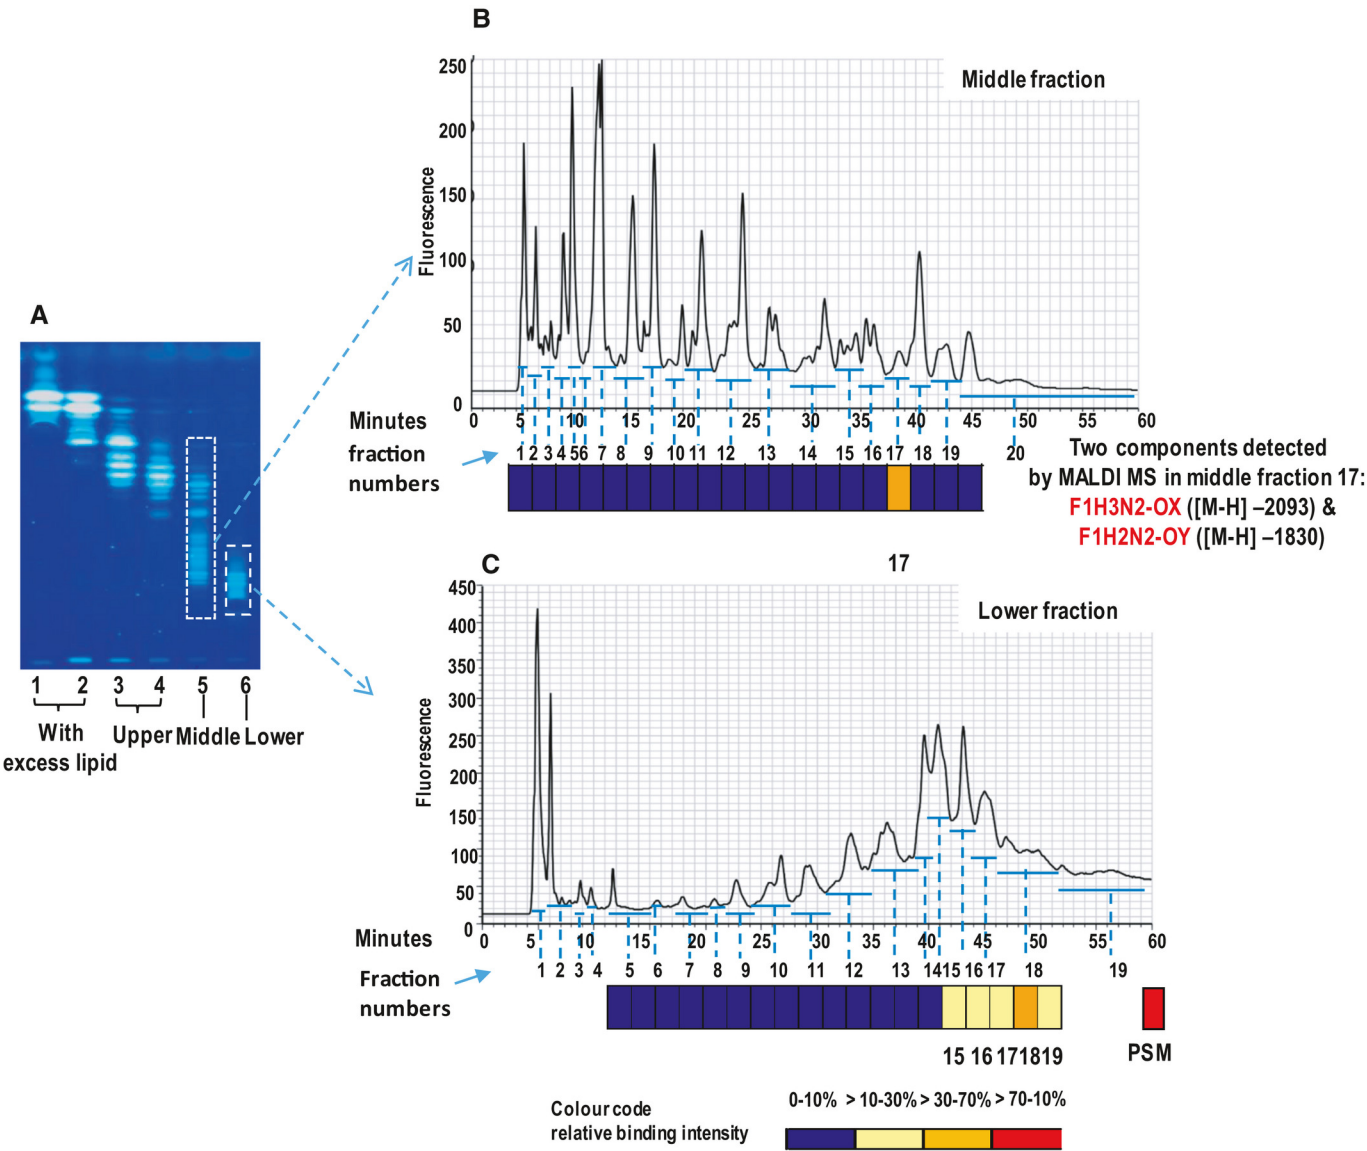 A
1 2 3 4 5 6
With
excess lipid
Upper
Middle
Lower
B
Middle fraction
Fluorescence
250
200
150
100
50
0
0 5 10 15 20 25 30 35 40 45 50 55 60
Minutes
fraction
numbers
1 2 3 4 5 6 7 8 9 10 11 12 13 14 15 16 17 18 19 20
17
Two components detected
by MALDI MS in middle fraction 17:
F1H3N2-OX ([M-H] –2093) &
F1H2N2-OY ([M-H] –1830)
C
Lower fraction
Fluorescence
450
400
350
300
250
200
150
100
50
0
0 5 10 15 20 25 30 35 40 45 50 60
Minutes
Fraction
numbers
1 2 3 4 5 6 7 8 9 10 11 12 13 14 15 16 17 18 19
15 16 17 18 19
PSM
Colour code
relative binding intensity
0-10% > 10-30% > 30-70% > 70-10%